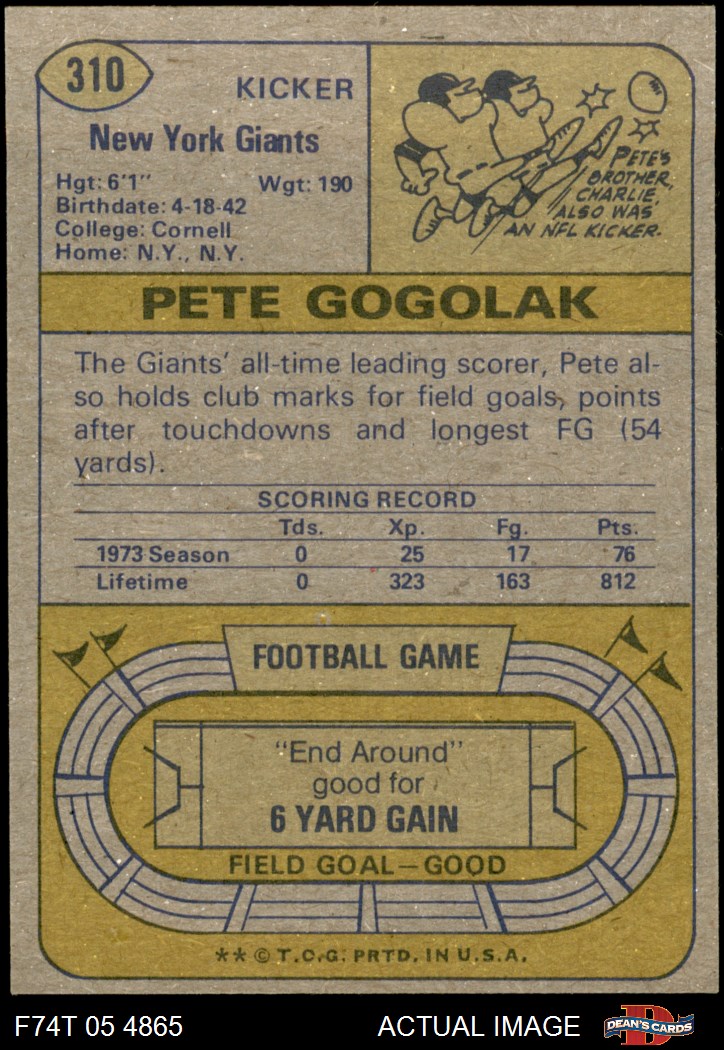 310
KICKER
New York Giants
Hgt: 6'1" Wgt: 190
Birthdate: 4-18-42
College: Cornell
Home: N.Y., N.Y.
PETE'S
BROTHER,
CHARLIE,
ALSO WAS
AN NFL KICKER.
PETE GOGOLAK
The Giants' all-time leading scorer, Pete al-
so holds club marks for field goals, points
after touchdowns and longest FG (54
yards).
SCORING RECORD
Tds. Xp. Fg. Pts.
1973 Season 0 25 17 76
Lifetime 0 323 163 812
FOOTBALL GAME
"End Around"
good for
6 YARD GAIN
FIELD GOAL—GOOD
** © T.C.G. PRTD. IN U.S.A.
F74T 05 4865 ACTUAL IMAGE D DEAN'S CARDS